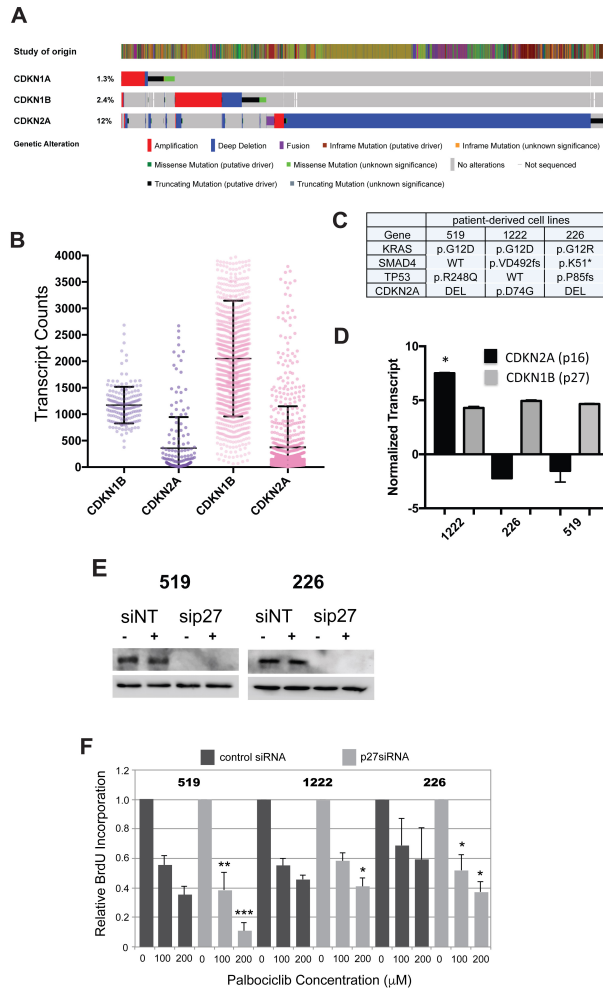 A
Study of origin
CDKN1A 1.3%
CDKN1B 2.4%
CDKN2A 12%
Genetic Alteration
Amplification Deep Deletion Fusion Inframe Mutation (putative driver) Inframe Mutation (unknown significance)
Missense Mutation (putative driver) Missense Mutation (unknown significance) No alterations Not sequenced
Truncating Mutation (putative driver) Truncating Mutation (unknown significance)
B
Transcript Counts
4000
3500
3000
2500
2000
1500
1000
500
0
CDKN1B CDKN2A CDKN1B CDKN2A
C
patient-derived cell lines
Gene 519 1222 226
KRAS p.G12D p.G12D p.G12R
SMAD4 WT p.VD492fs p.K51*
TP53 p.R248Q WT p.P85fs
CDKN2A DEL p.D74G DEL
D
Normalized Transcript
10
5
0
-5
*
CDKN2A (p16)
CDKN1B (p27)
1222 226 519
E
519 226
siNT sip27 siNT sip27
- + - + - + - +
F
control siRNA p27siRNA
519 1222 226
Relative BrdU Incorporation
1.2
1.0
0.8
0.6
0.4
0.2
0
** *** * * *
0 100 200 0 100 200 0 100 200 0 100 200 0 100 200 0 100 200
Palbociclib Concentration (µM)